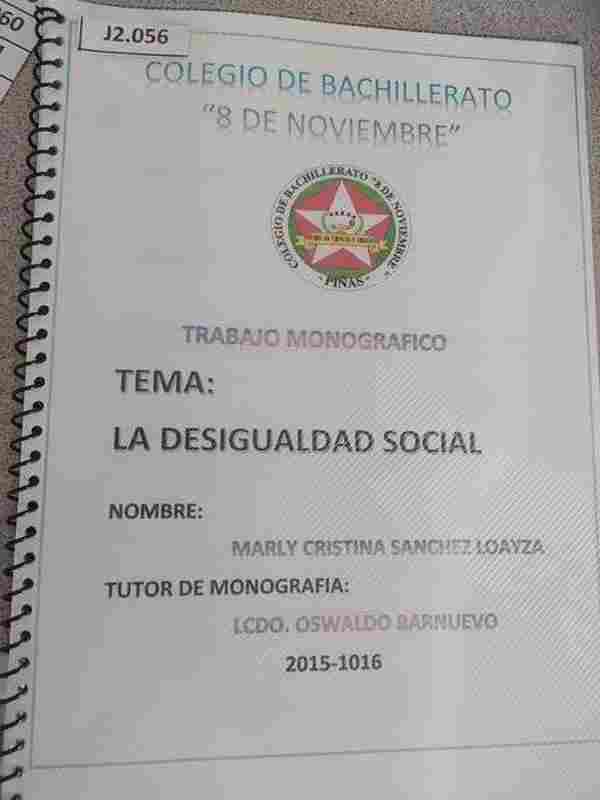 60
J2.056
COLEGIO DE BACHILLERATO
“8 DE NOVIEMBRE”
COLEGIO DE BACHILLERATO "8 DE NOVIEMBRE"
- PIÑAS -
TRABAJO MONOGRAFICO
TEMA:
LA DESIGUALDAD SOCIAL
NOMBRE:
MARLY CRISTINA SANCHEZ LOAYZA
TUTOR DE MONOGRAFIA:
LCDO. OSWALDO BARNUEVO
2015-1016